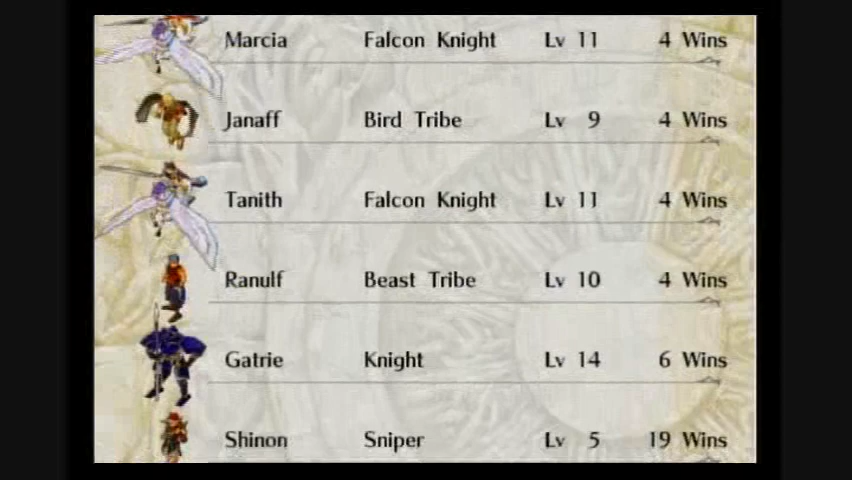 Marcia Falcon Knight Lv 11 4 Wins
Janaff Bird Tribe Lv 9 4 Wins
Tanith Falcon Knight Lv 11 4 Wins
Ranulf Beast Tribe Lv 10 4 Wins
Gatrie Knight Lv 14 6 Wins
Shinon Sniper Lv 5 19 Wins